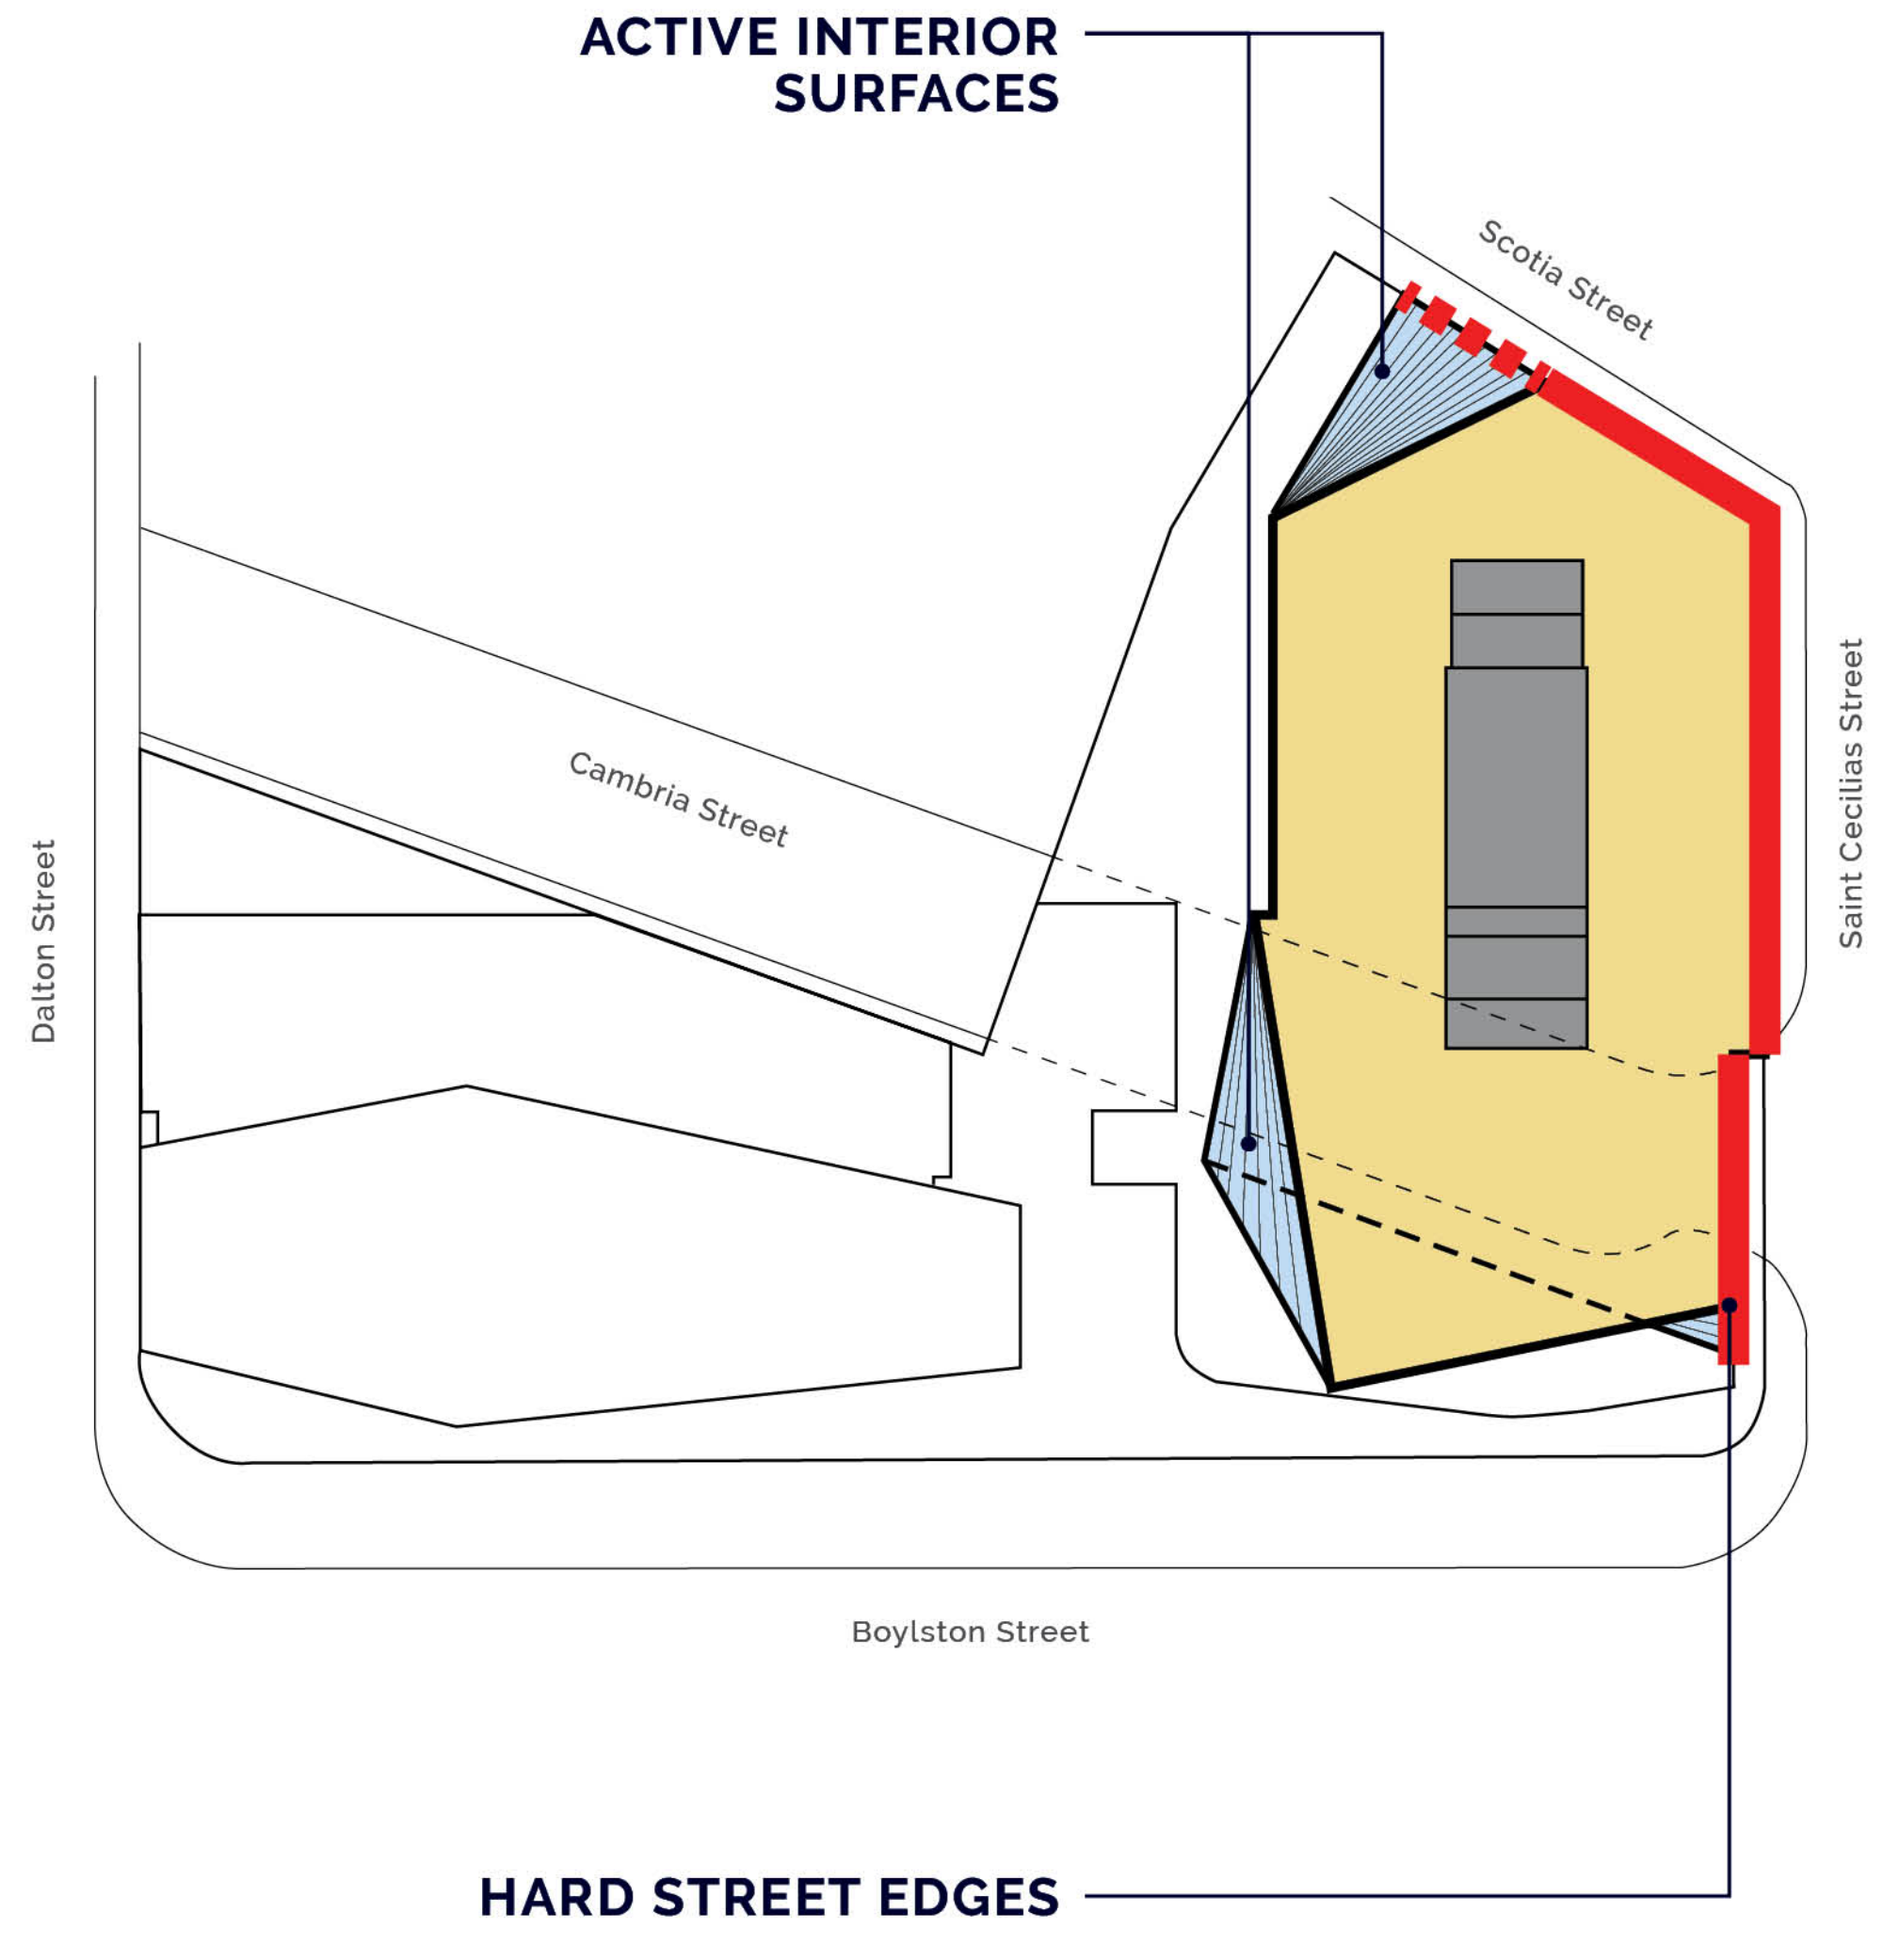 ACTIVE INTERIOR
SURFACES
Scotia Street
Cambria Street
Saint Cecilias Street
Dalton Street
Boylston Street
HARD STREET EDGES